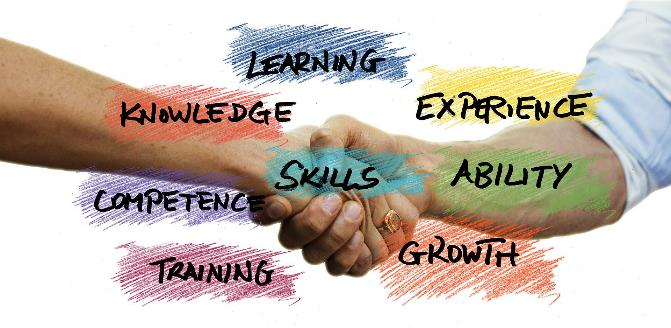 LEARNING
KNOWLEDGE
EXPERIENCE
SKILLS
ABILITY
COMPETENCE
GROWTH
TRAINING